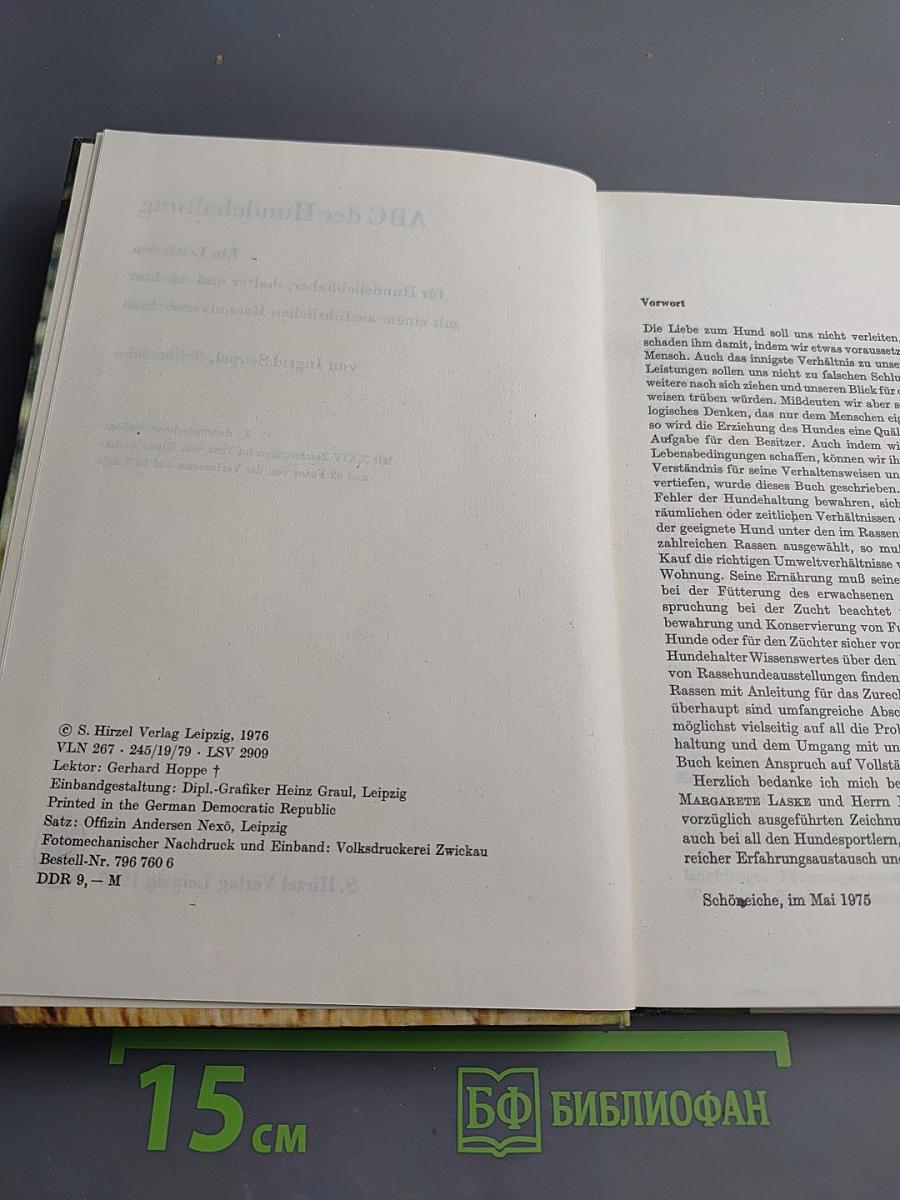 © S. Hirzel Verlag Leipzig, 1976
VLN 267 · 245/19/79 · LSV 2909
Lektor: Gerhard Hoppe †
Einbandgestaltung: Dipl.-Grafiker Heinz Graul, Leipzig
Printed in the German Democratic Republic
Satz: Offizin Andersen Nexö, Leipzig
Fotomechanischer Nachdruck und Einband: Volksdruckerei Zwickau
Bestell-Nr. 796 760 6
DDR 9,— M
Vorwort
Die Liebe zum Hund soll uns nicht verleiten,
schaden ihm damit, indem wir etwas voraussetz
Mensch. Auch das innigste Verhältnis zu unse
Leistungen sollen uns nicht zu falschen Schlu
weitere nach sich ziehen und unseren Blick für
weisen trüben würden. Mißdeuten wir aber
logisches Denken, das nur dem Menschen eig
so wird die Erziehung des Hundes eine Quäl
Aufgabe für den Besitzer. Auch indem wi
Lebensbedingungen schaffen, können wir ih
Verständnis für seine Verhaltensweisen un
vertiefen, wurde dieses Buch geschrieben.
Fehler der Hundehaltung bewahren, sich
räumlichen oder zeitlichen Verhältnissen
der geeignete Hund unter den im Rassen
zahlreichen Rassen ausgewählt, so mu
Kauf die richtigen Umweltverhältnisse
Wohnung. Seine Ernährung muß seine
bei der Fütterung des erwachsenen
spruchung bei der Zucht beachtet
bewahrung und Konservierung von Fu
Hunde oder für den Züchter sicher von
Hundehalter Wissenswertes über den
von Rassehundeausstellungen finden
Rassen mit Anleitung für das Zurec
überhaupt sind umfangreiche Absc
möglichst vielseitig auf all die Pro
haltung und dem Umgang mit un
Buch keinen Anspruch auf Vollstä
Herzlich bedanke ich mich be
MARGARETE LASKE und Herrn
vorzüglich ausgeführten Zeichnu
auch bei all den Hundesportlern,
reicher Erfahrungsaustausch un
Schöneiche, im Mai 1975
15 см
БФ БИБЛИОФАН